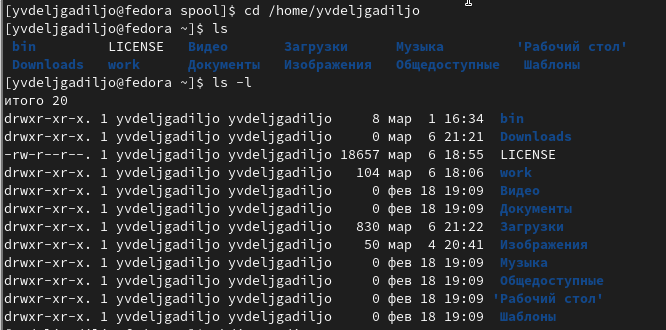 [yvdeljgadiljo@fedora spool]$ cd /home/yvdeljgadiljo
[yvdeljgadiljo@fedora ~]$ ls
bin LICENSE Видео Загрузки Музыка 'Рабочий стол'
Downloads work Документы Изображения Общедоступные Шаблоны
[yvdeljgadiljo@fedora ~]$ ls -l
итого 20
drwxr-xr-x. 1 yvdeljgadiljo yvdeljgadiljo 8 мар 1 16:34 bin
drwxr-xr-x. 1 yvdeljgadiljo yvdeljgadiljo 0 мар 6 21:21 Downloads
-rw-r--r--. 1 yvdeljgadiljo yvdeljgadiljo 18657 мар 6 18:55 LICENSE
drwxr-xr-x. 1 yvdeljgadiljo yvdeljgadiljo 104 мар 6 18:06 work
drwxr-xr-x. 1 yvdeljgadiljo yvdeljgadiljo 0 фев 18 19:09 Видео
drwxr-xr-x. 1 yvdeljgadiljo yvdeljgadiljo 0 фев 18 19:09 Документы
drwxr-xr-x. 1 yvdeljgadiljo yvdeljgadiljo 830 мар 6 21:22 Загрузки
drwxr-xr-x. 1 yvdeljgadiljo yvdeljgadiljo 50 мар 4 20:41 Изображения
drwxr-xr-x. 1 yvdeljgadiljo yvdeljgadiljo 0 фев 18 19:09 Музыка
drwxr-xr-x. 1 yvdeljgadiljo yvdeljgadiljo 0 фев 18 19:09 Общедоступные
drwxr-xr-x. 1 yvdeljgadiljo yvdeljgadiljo 0 фев 18 19:09 'Рабочий стол'
drwxr-xr-x. 1 yvdeljgadiljo yvdeljgadiljo 0 фев 18 19:09 Шаблоны